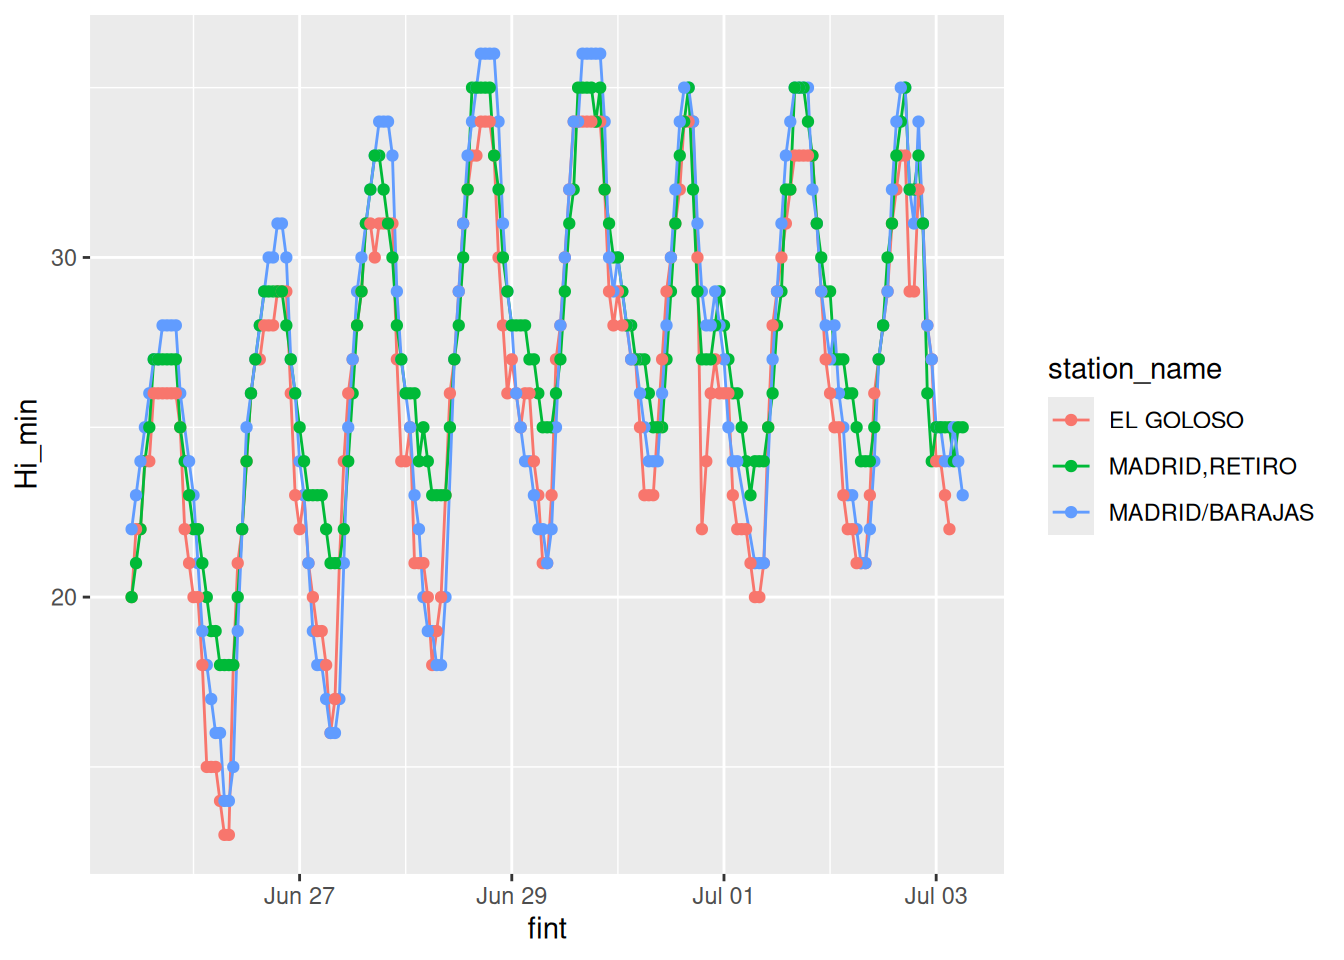 Hi_min
30
20
Jun 27
Jun 29
Jul 01
Jul 03
fint
station_name
EL GOLOSO
MADRID,RETIRO
MADRID/BARAJAS